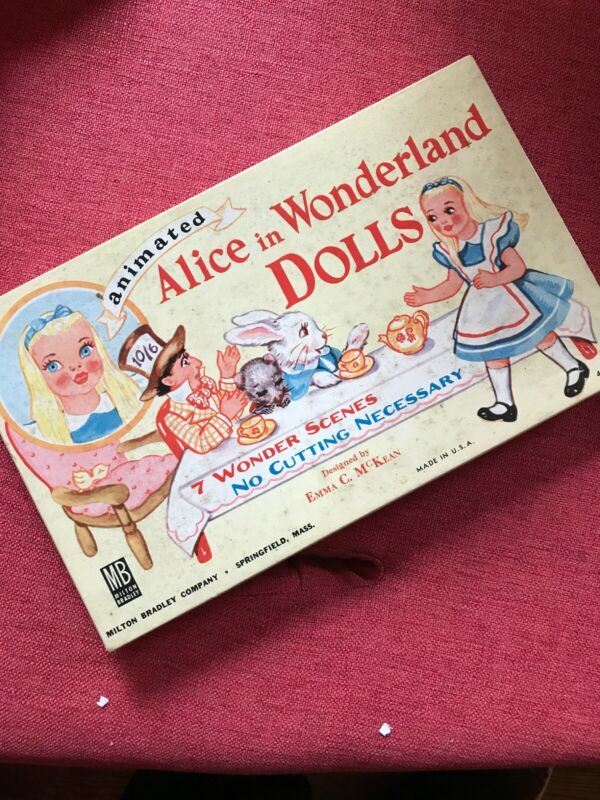 animated
Alice in Wonderland
DOLLS
10/6
7 WONDER SCENES
NO CUTTING NECESSARY
Designed by
EMMA C. MCKEAN
MADE IN U.S.A.
MB
MILTON
BRADLEY
MILTON BRADLEY COMPANY • SPRINGFIELD, MASS.